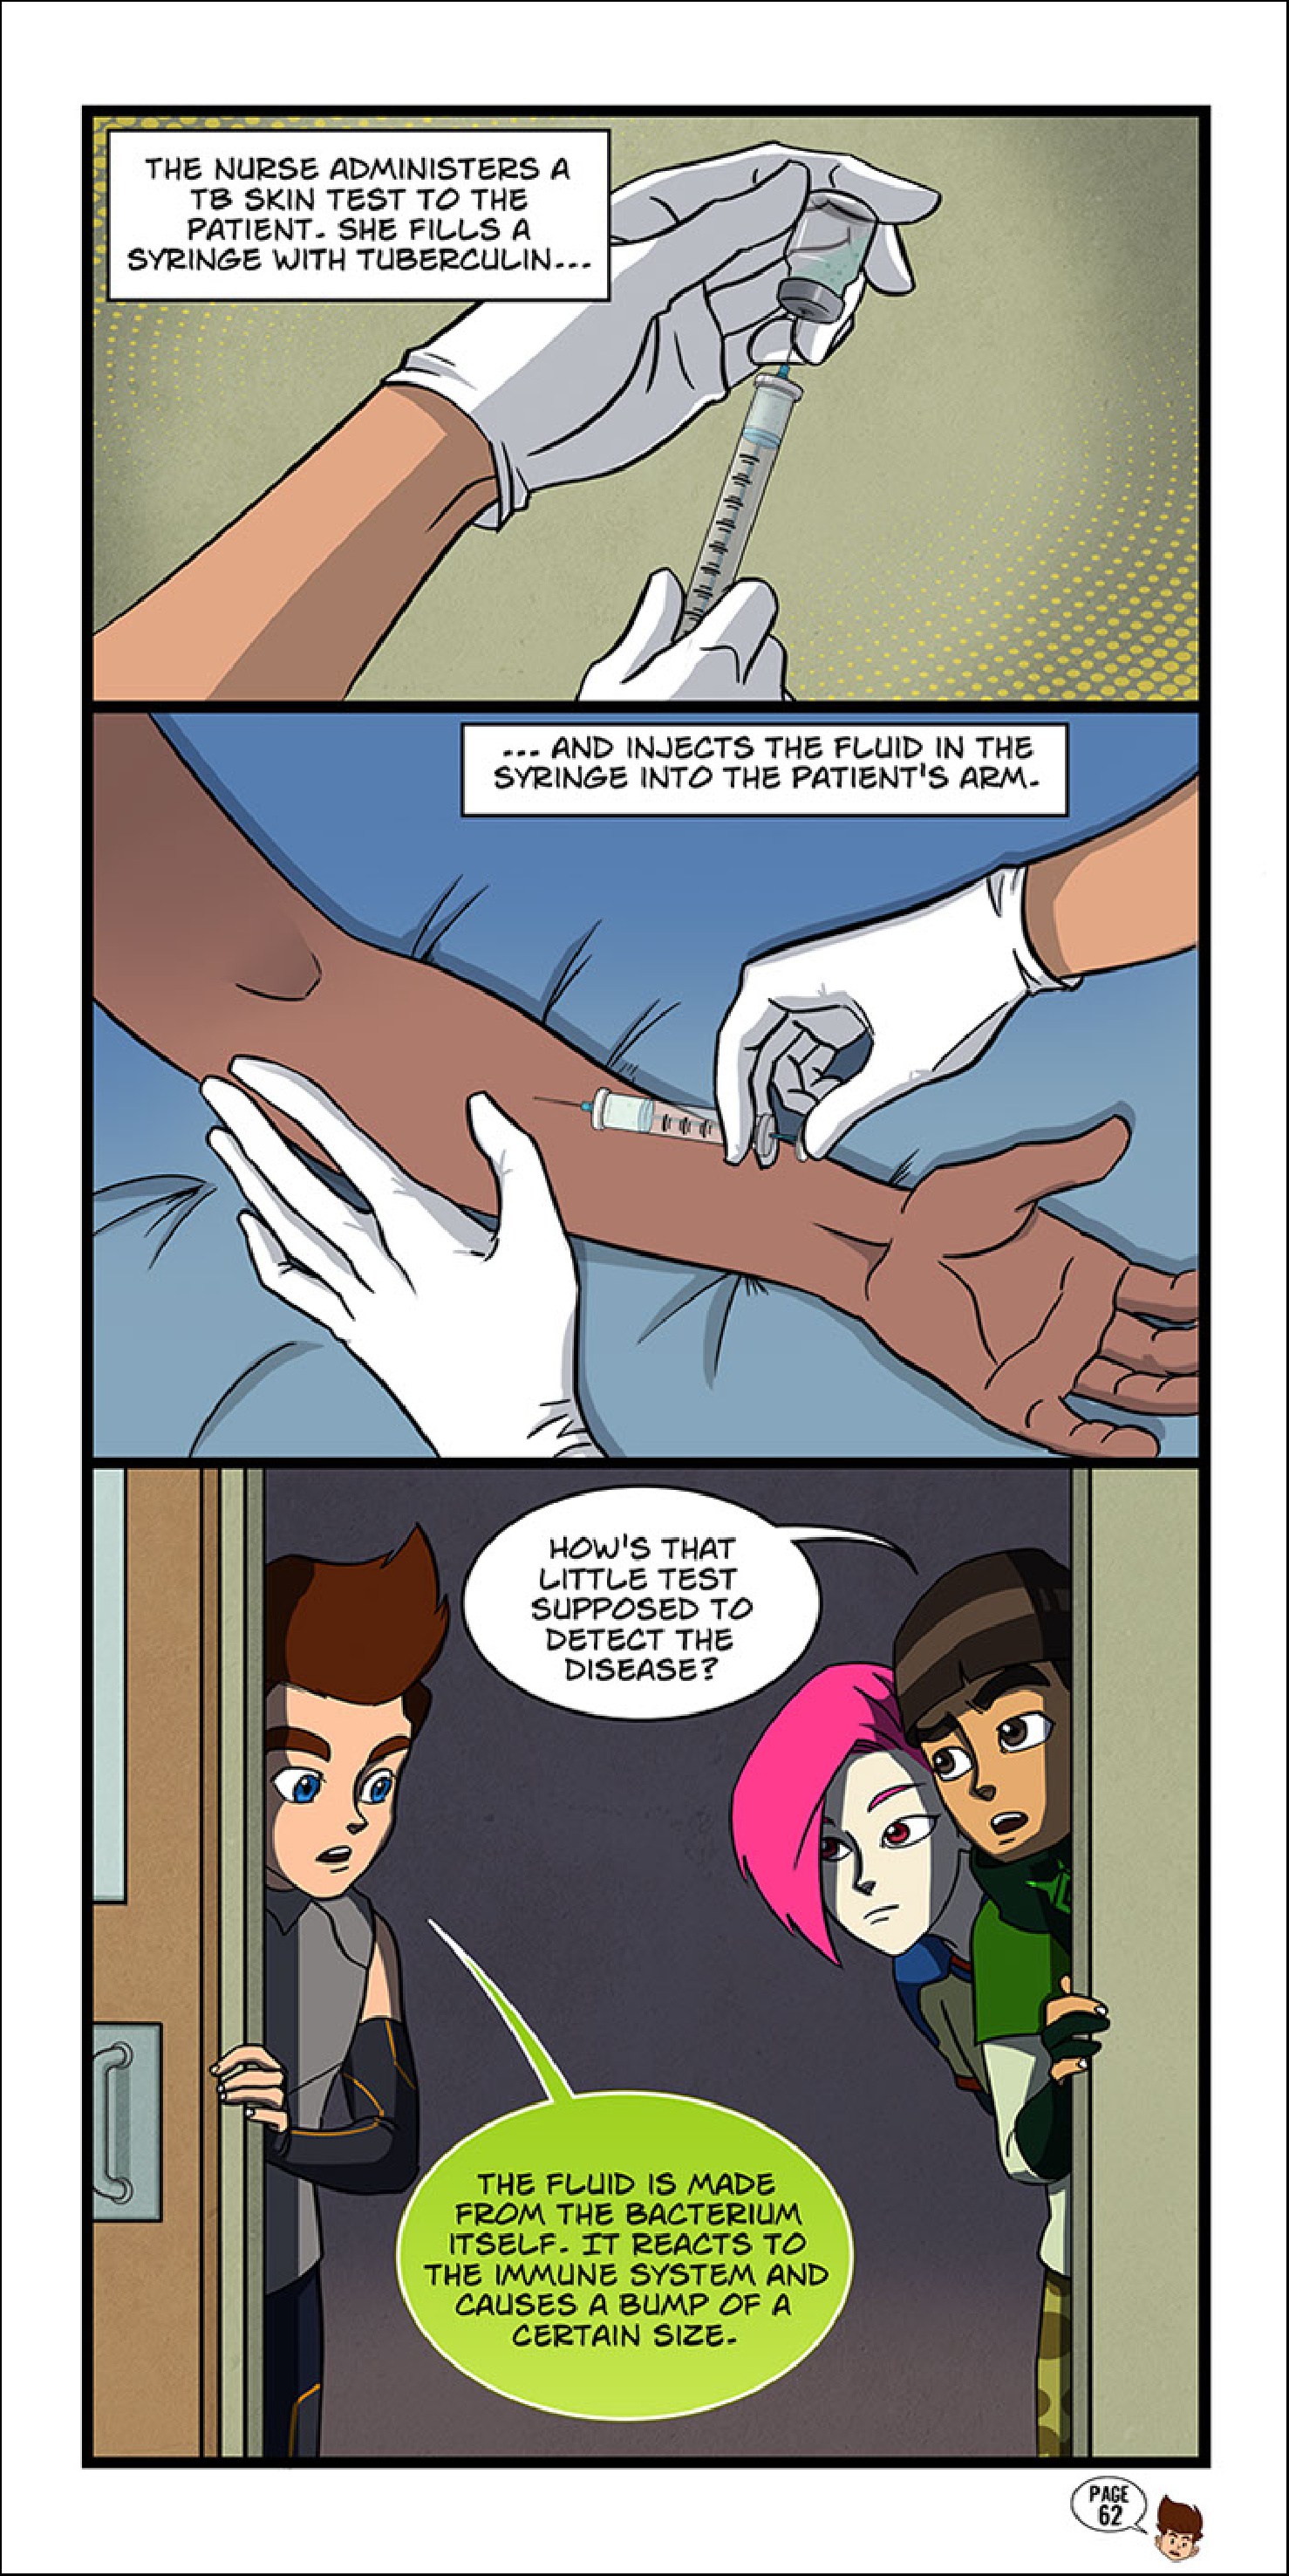 THE NURSE ADMINISTERS A
TB SKIN TEST TO THE
PATIENT. SHE FILLS A
SYRINGE WITH TUBERCULIN...
... AND INJECTS THE FLUID IN THE
SYRINGE INTO THE PATIENT'S ARM.
HOW'S THAT
LITTLE TEST
SUPPOSED TO
DETECT THE
DISEASE?
THE FLUID IS MADE
FROM THE BACTERIUM
ITSELF. IT REACTS TO
THE IMMUNE SYSTEM AND
CAUSES A BUMP OF A
CERTAIN SIZE.
PAGE
62